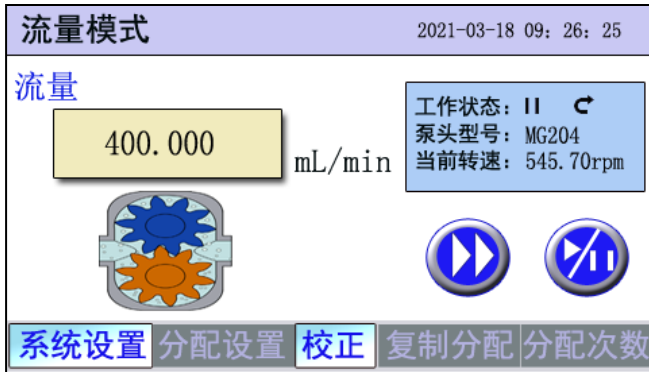 流量模式
2021-03-18 09: 26: 25
流量
400.000
mL/min
工作状态:
泵头型号: MG204
当前转速: 545.70rpm
系统设置 分配设置 校正 复制分配 分配次数